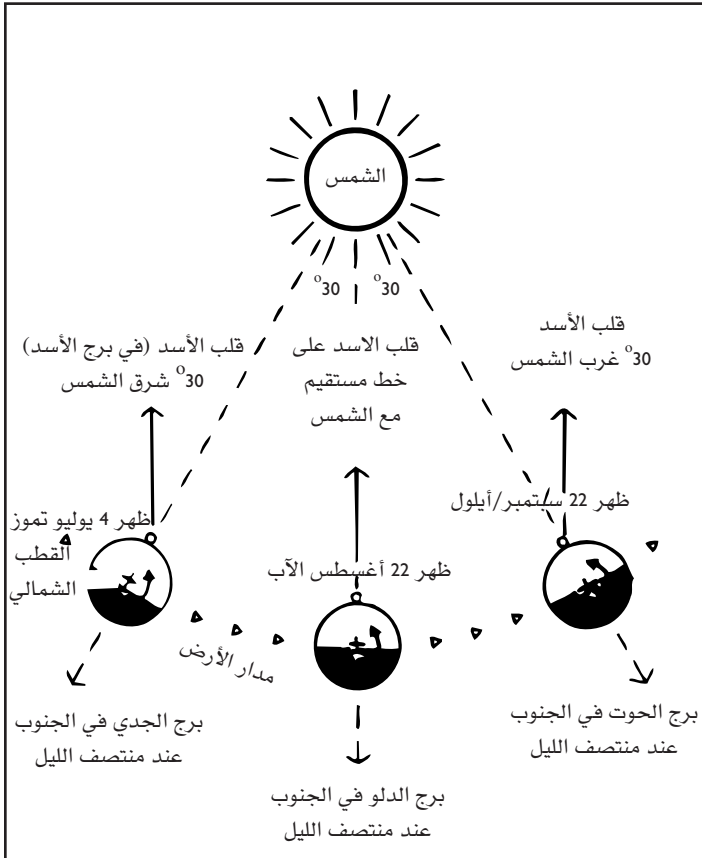 الشمس
°30
°30
قلب الأسد (في برج الأسد)
°30 شرق الشمس
قلب الاسد على
خط مستقيم
مع الشمس
قلب الأسد
°30 غرب الشمس
ظهر 4 يوليو تموز
القطب
الشمالي
ظهر 22 أغسطس الآب
ظهر 22 سبتمبر/أيلول
مدار الأرض
برج الجدي في الجنوب
عند منتصف الليل
برج الدلو في الجنوب
عند منتصف الليل
برج الحوت في الجنوب
عند منتصف الليل